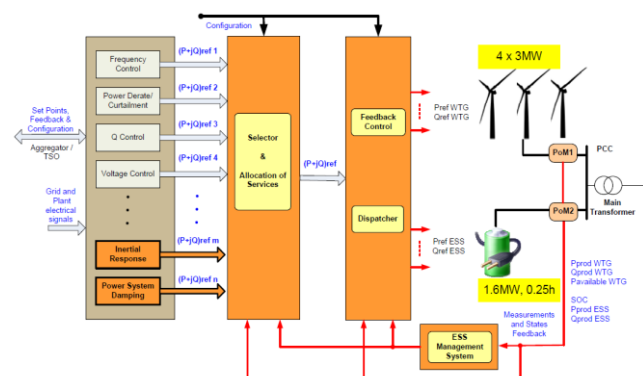 Configuration
Frequency
Control
(P+jQ)ref 1
Power Derate/
Curtailment
(P+jQ)ref 2
Set Points,
Feedback &
Configuration
Aggregator /
TSO
Q Control
(P+jQ)ref 3
Voltage Control
(P+jQ)ref 4
Grid and
Plant
electrical
signals
Inertial
Response
(P+jQ)ref m
Power System
Damping
(P+jQ)ref n
Selector
&
Allocation of
Services
(P+jQ)ref
Feedback
Control
Dispatcher
Pref WTG
Qref WTG
Pref ESS
Qref ESS
4 x 3MW
PCC
PoM1
PoM2
Main
Transformer
1.6MW, 0.25h
Pprod WTG
Qprod WTG
Pavailable WTG
SOC
Pprod ESS
Qprod ESS
Measurements
and States
Feedback
ESS
Management
System